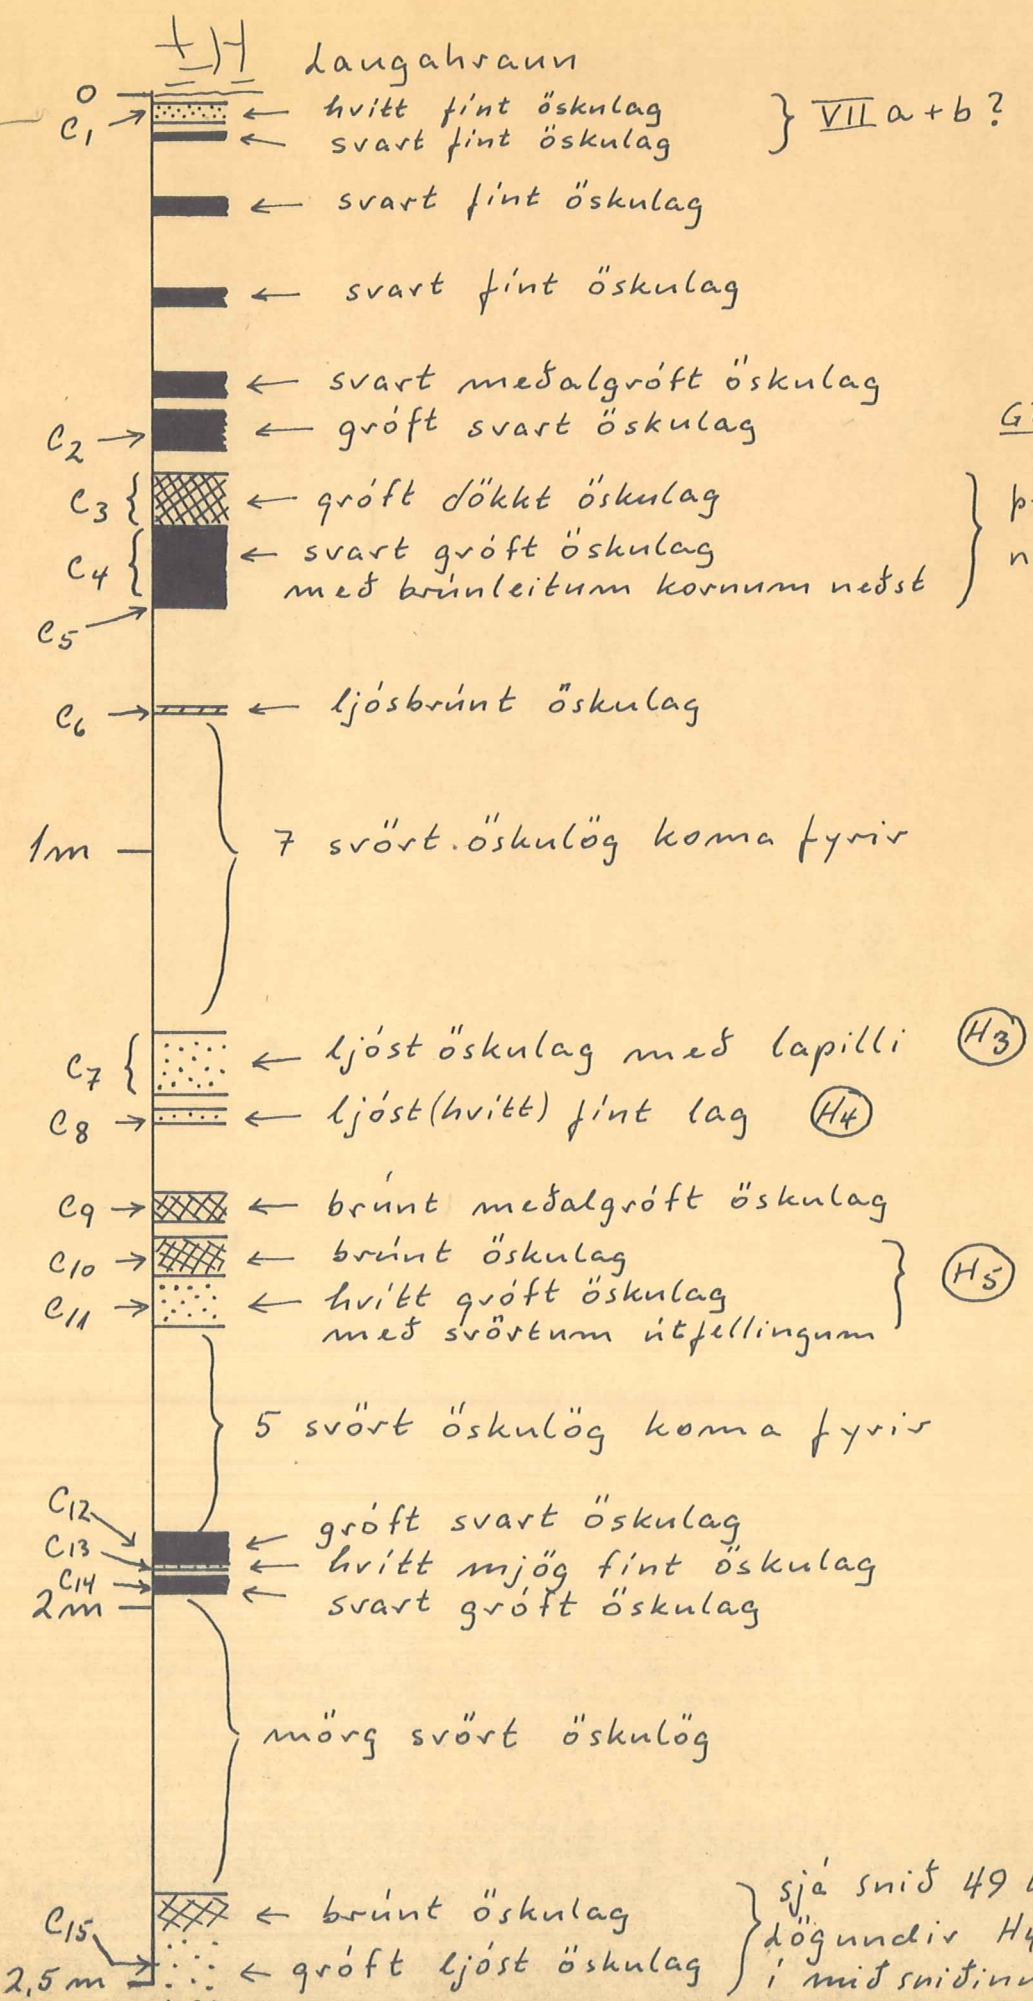 Laugahraun
0
C1 hvítt fínt öskulag
svart fínt öskulag
VII a + b ?
svart fínt öskulag
svart fínt öskulag
svart meðalgróft öskulag
C2 gróft svart öskulag
C3 gróft dökkt öskulag
C4 svart gróft öskulag
með brúnleitum kornum neðst
C5
C6 ljósbrúnt öskulag
1m 7 svört öskulög koma fyrir
C7 ljóst öskulag með lapilli H3
C8 ljóst (hvítt) fínt lag H4
C9 brúnt meðalgróft öskulag
C10 brúnt öskulag
H5
C11 hvítt gróft öskulag
með svörtum útfellingum
5 svört öskulög koma fyrir
C12 gróft svart öskulag
C13 hvítt mjög fínt öskulag
C14 svart gróft öskulag
2m
mörg svört öskulög
sjá snið 49
brúnt öskulag
C15
2,5m gróft ljóst öskulag
í mið